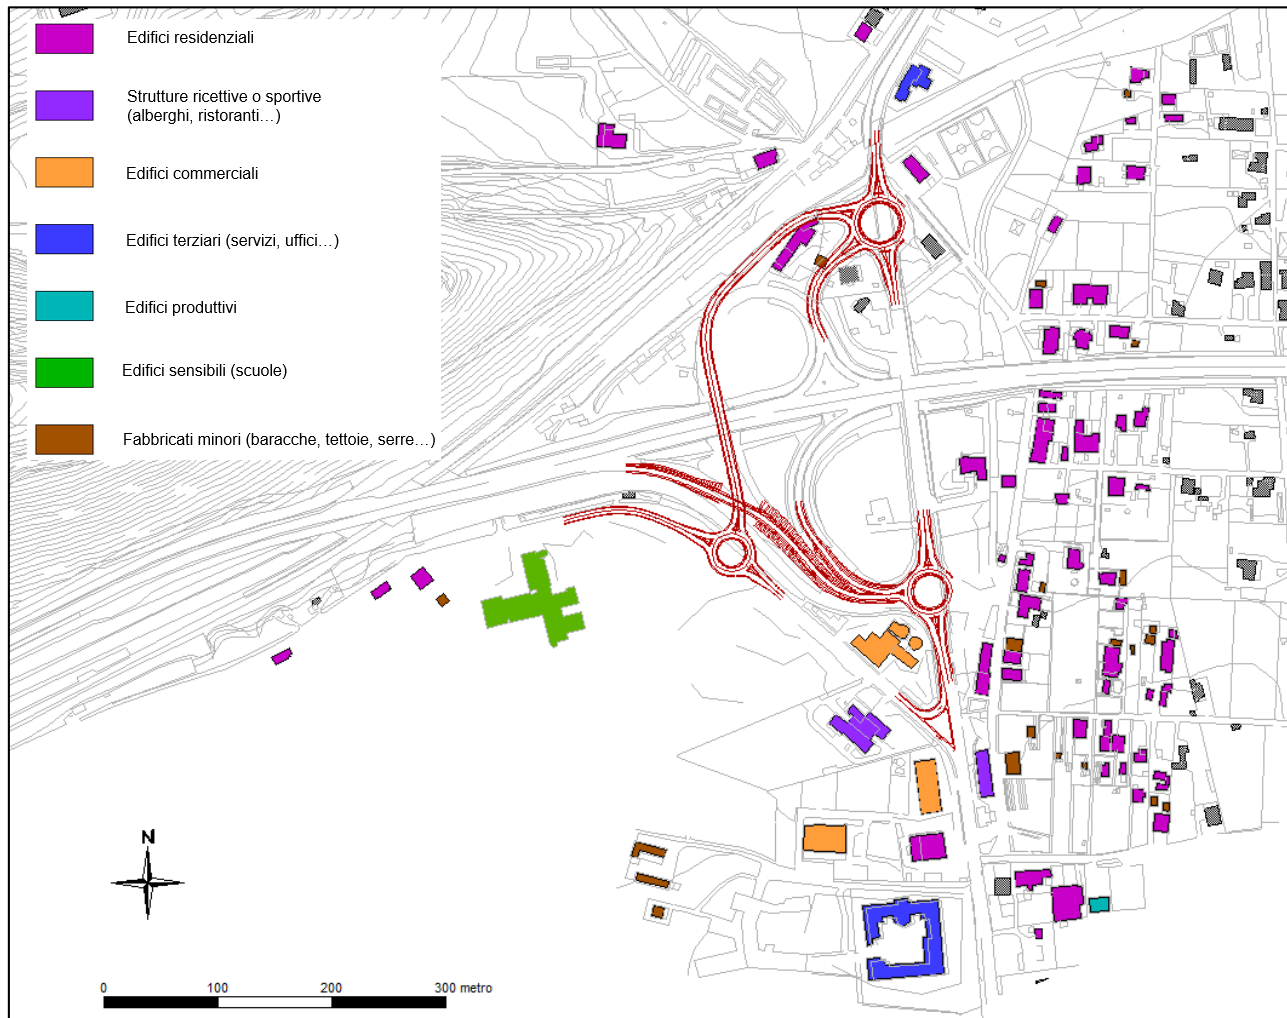 Edifici residenziali
Strutture ricettive o sportive
(alberghi, ristoranti…)
Edifici commerciali
Edifici terziari (servizi, uffici…)
Edifici produttivi
Edifici sensibili (scuole)
Fabbricati minori (baracche, tettoie, serre…)
N
0 100 200 300 metro